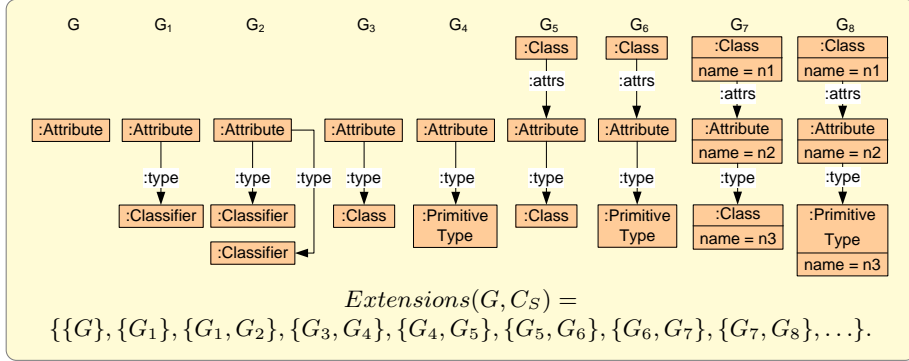 G G₁ G₂ G₃ G₄ G₅ G₆ G₇ G₈
:Class :Class :Class :Class
name = n1 name = n1
:attrs :attrs :attrs :attrs
:Attribute :Attribute :Attribute :Attribute :Attribute :Attribute :Attribute :Attribute :Attribute
name = n2 name = n2
:type :type :type :type :type :type :type :type :type
:Classifier :Classifier :Class :Primitive Type :Class :Primitive Type :Class :Primitive Type
name = n3 name = n3
:Classifier
Extensions(G, C_S) =
{{G}, {G₁}, {G₁, G₂}, {G₃, G₄}, {G₄, G₅}, {G₅, G₆}, {G₆, G₇}, {G₇, G₈}, . . .}.